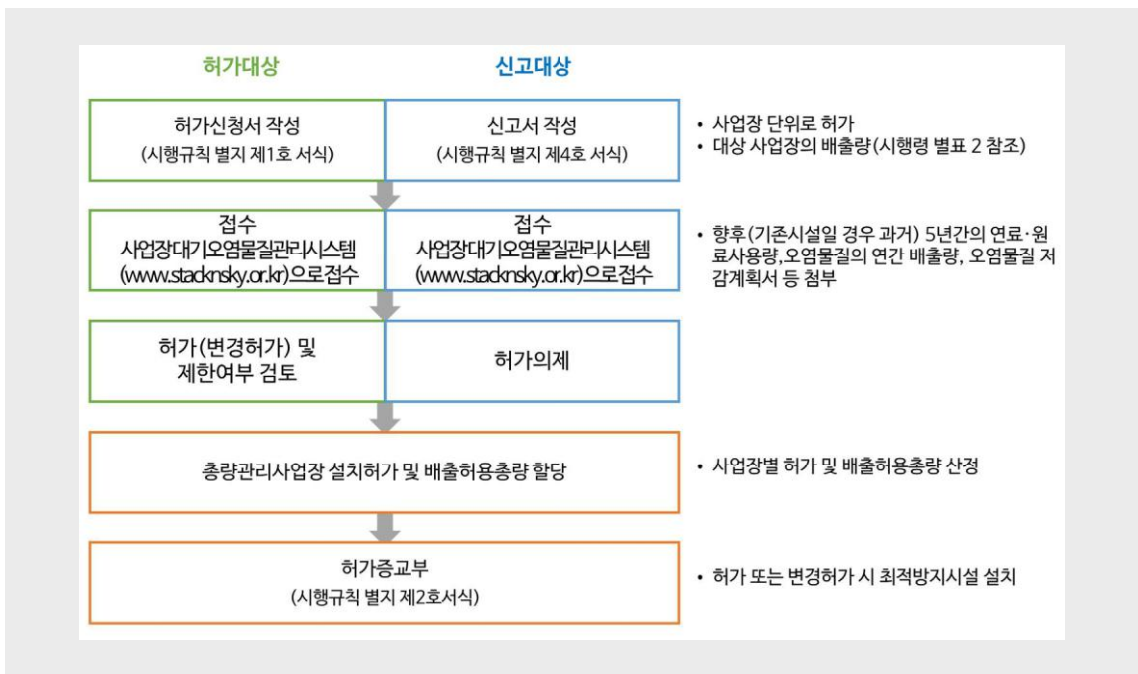 허가대상
신고대상
허가신청서 작성
(시행규칙 별지 제1호 서식)
신고서 작성
(시행규칙 별지 제4호 서식)
• 사업장 단위로 허가
• 대상 사업장의 배출량(시행령 별표 2 참조)
접수
사업장대기오염물질관리시스템
(www.stacknsky.or.kr)으로접수
접수
사업장대기오염물질관리시스템
(www.stacknsky.or.kr)으로접수
• 향후(기존시설일 경우 과거) 5년간의 연료·원
료사용량,오염물질의 연간 배출량, 오염물질 저
감계획서 등 첨부
허가(변경허가) 및
제한여부 검토
허가의제
총량관리사업장 설치허가 및 배출허용총량 할당
• 사업장별 허가 및 배출허용총량 산정
허가증교부
(시행규칙 별지 제2호서식)
• 허가 또는 변경허가 시 최적방지시설 설치